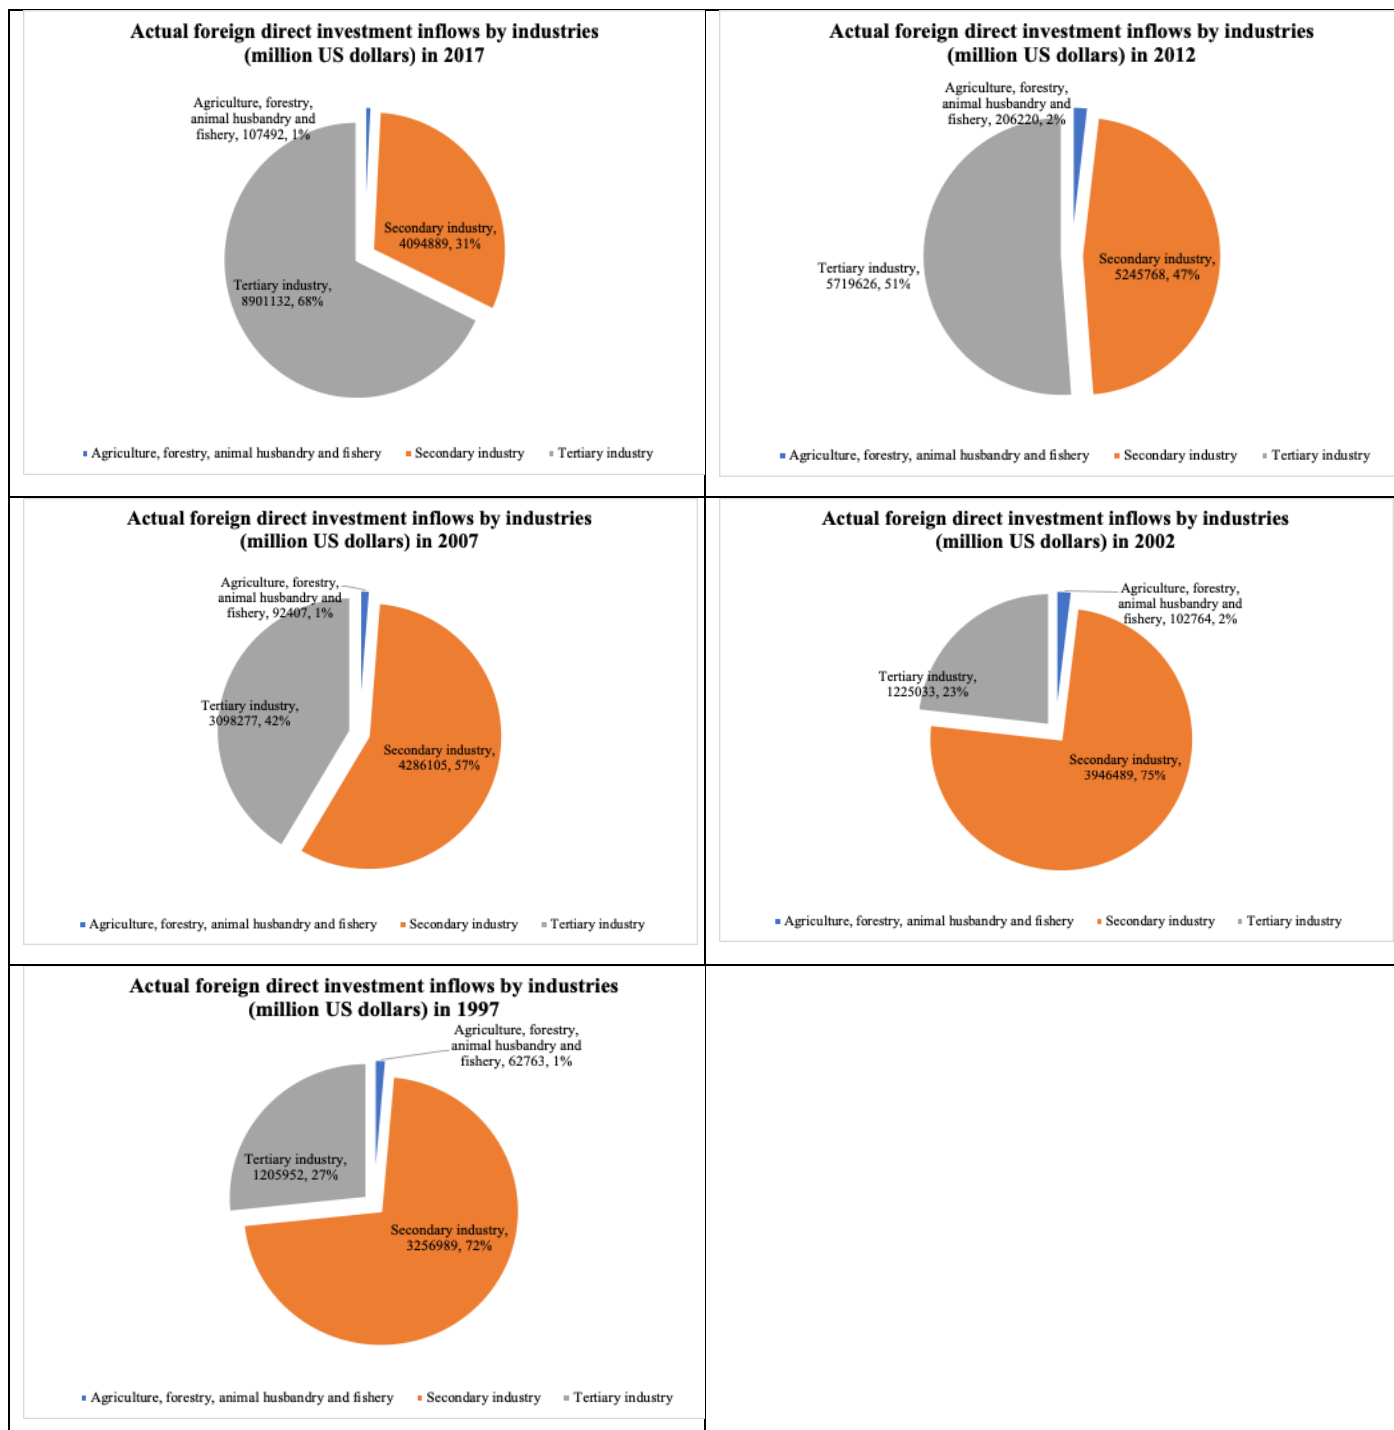 Actual foreign direct investment inflows by industries
(million US dollars) in 2017
Agriculture, forestry,
animal husbandry and
fishery, 107492, 1%
Secondary industry,
4094889, 31%
Tertiary industry,
8901132, 68%
Agriculture, forestry, animal husbandry and fishery Secondary industry Tertiary industry
Actual foreign direct investment inflows by industries
(million US dollars) in 2012
Agriculture, forestry,
animal husbandry and
fishery, 206220, 2%
Secondary industry,
5245768, 47%
Tertiary industry,
5719626, 51%
Agriculture, forestry, animal husbandry and fishery Secondary industry Tertiary industry
Actual foreign direct investment inflows by industries
(million US dollars) in 2007
Agriculture, forestry,
animal husbandry and
fishery, 92407, 1%
Tertiary industry,
3098277, 42%
Secondary industry,
4286105, 57%
Agriculture, forestry, animal husbandry and fishery Secondary industry Tertiary industry
Actual foreign direct investment inflows by industries
(million US dollars) in 2002
Agriculture, forestry,
animal husbandry and
fishery, 102764, 2%
Tertiary industry,
1225033, 23%
Secondary industry,
3946489, 75%
Agriculture, forestry, animal husbandry and fishery Secondary industry Tertiary industry
Actual foreign direct investment inflows by industries
(million US dollars) in 1997
Agriculture, forestry,
animal husbandry and
fishery, 62763, 1%
Tertiary industry,
1205952, 27%
Secondary industry,
3256989, 72%
Agriculture, forestry, animal husbandry and fishery Secondary industry Tertiary industry